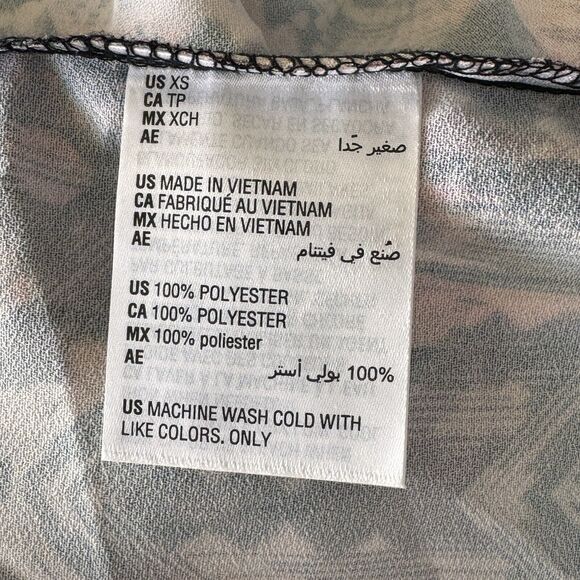 US XS
CA TP
MX XCH
AE صغير جدًا
US MADE IN VIETNAM
CA FABRIQUÉ AU VIETNAM
MX HECHO EN VIETNAM
AE صُنع في فيتنام
US 100% POLYESTER
CA 100% POLYESTER
MX 100% poliester
AE 100% بولي أستر
US MACHINE WASH COLD WITH
LIKE COLORS. ONLY